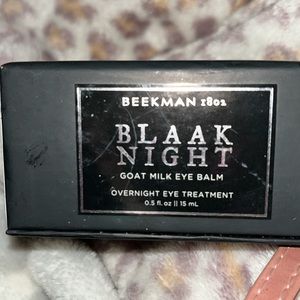 BEEKMAN 1802
BLAAK
NIGHT
GOAT MILK EYE BALM
OVERNIGHT EYE TREATMENT
0.5 fl. oz || 15 mL